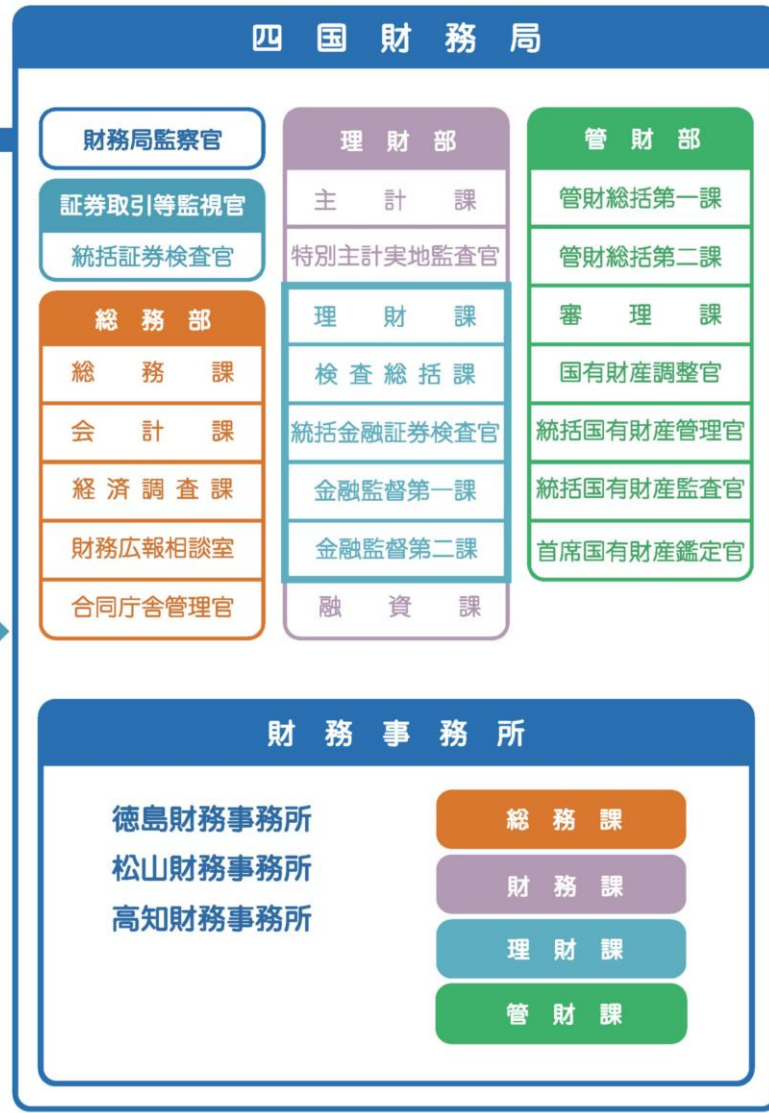 四国財務局
財務局監察官
証券取引等監視官
統括証券検査官
総務部
総務課
会計課
経済調査課
財務広報相談室
合同庁舎管理官
理財部
主計課
特別主計実地監査官
理財課
検査総括課
統括金融証券検査官
金融監督第一課
金融監督第二課
融資課
管財部
管財総括第一課
管財総括第二課
審理課
国有財産調整官
統括国有財産管理官
統括国有財産監査官
首席国有財産鑑定官
財務事務所
徳島財務事務所
松山財務事務所
高知財務事務所
総務課
財務課
理財課
管財課